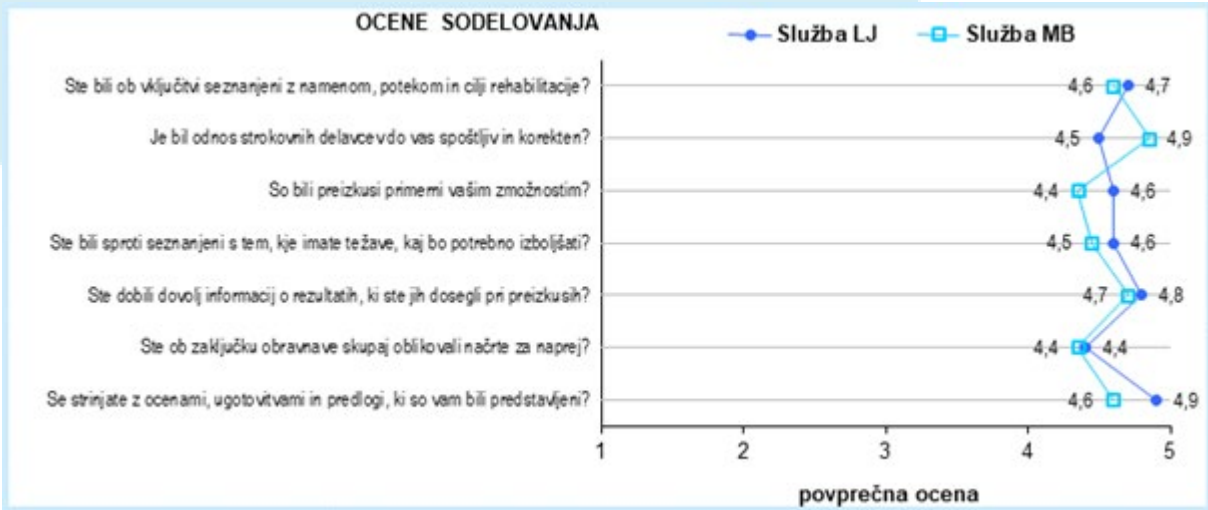 OCENE SODELOVANJA
Služba LJ Služba MB
Ste bili ob vključitvi seznanjeni z namenom, potekom in cilji rehabilitacije? 4,6 4,7
Je bil odnos strokovnih delavcev do vas spoštljiv in korekten? 4,5 4,9
So bili preizkusi primerni vašim zmožnostim? 4,4 4,6
Ste bili sproti seznanjeni s tem, kje imate težave, kaj bo potrebno izboljšati? 4,5 4,6
Ste dobili dovolj informacij o rezultatih, ki ste jih dosegli pri preizkusih? 4,7 4,8
Ste ob zaključku obravnave skupaj oblikovali načrte za naprej? 4,4 4,4
Se strinjate z ocenami, ugotovitvami in predlogi, ki so vam bili predstavljeni? 4,6 4,9
1 2 3 4 5
povprečna ocena